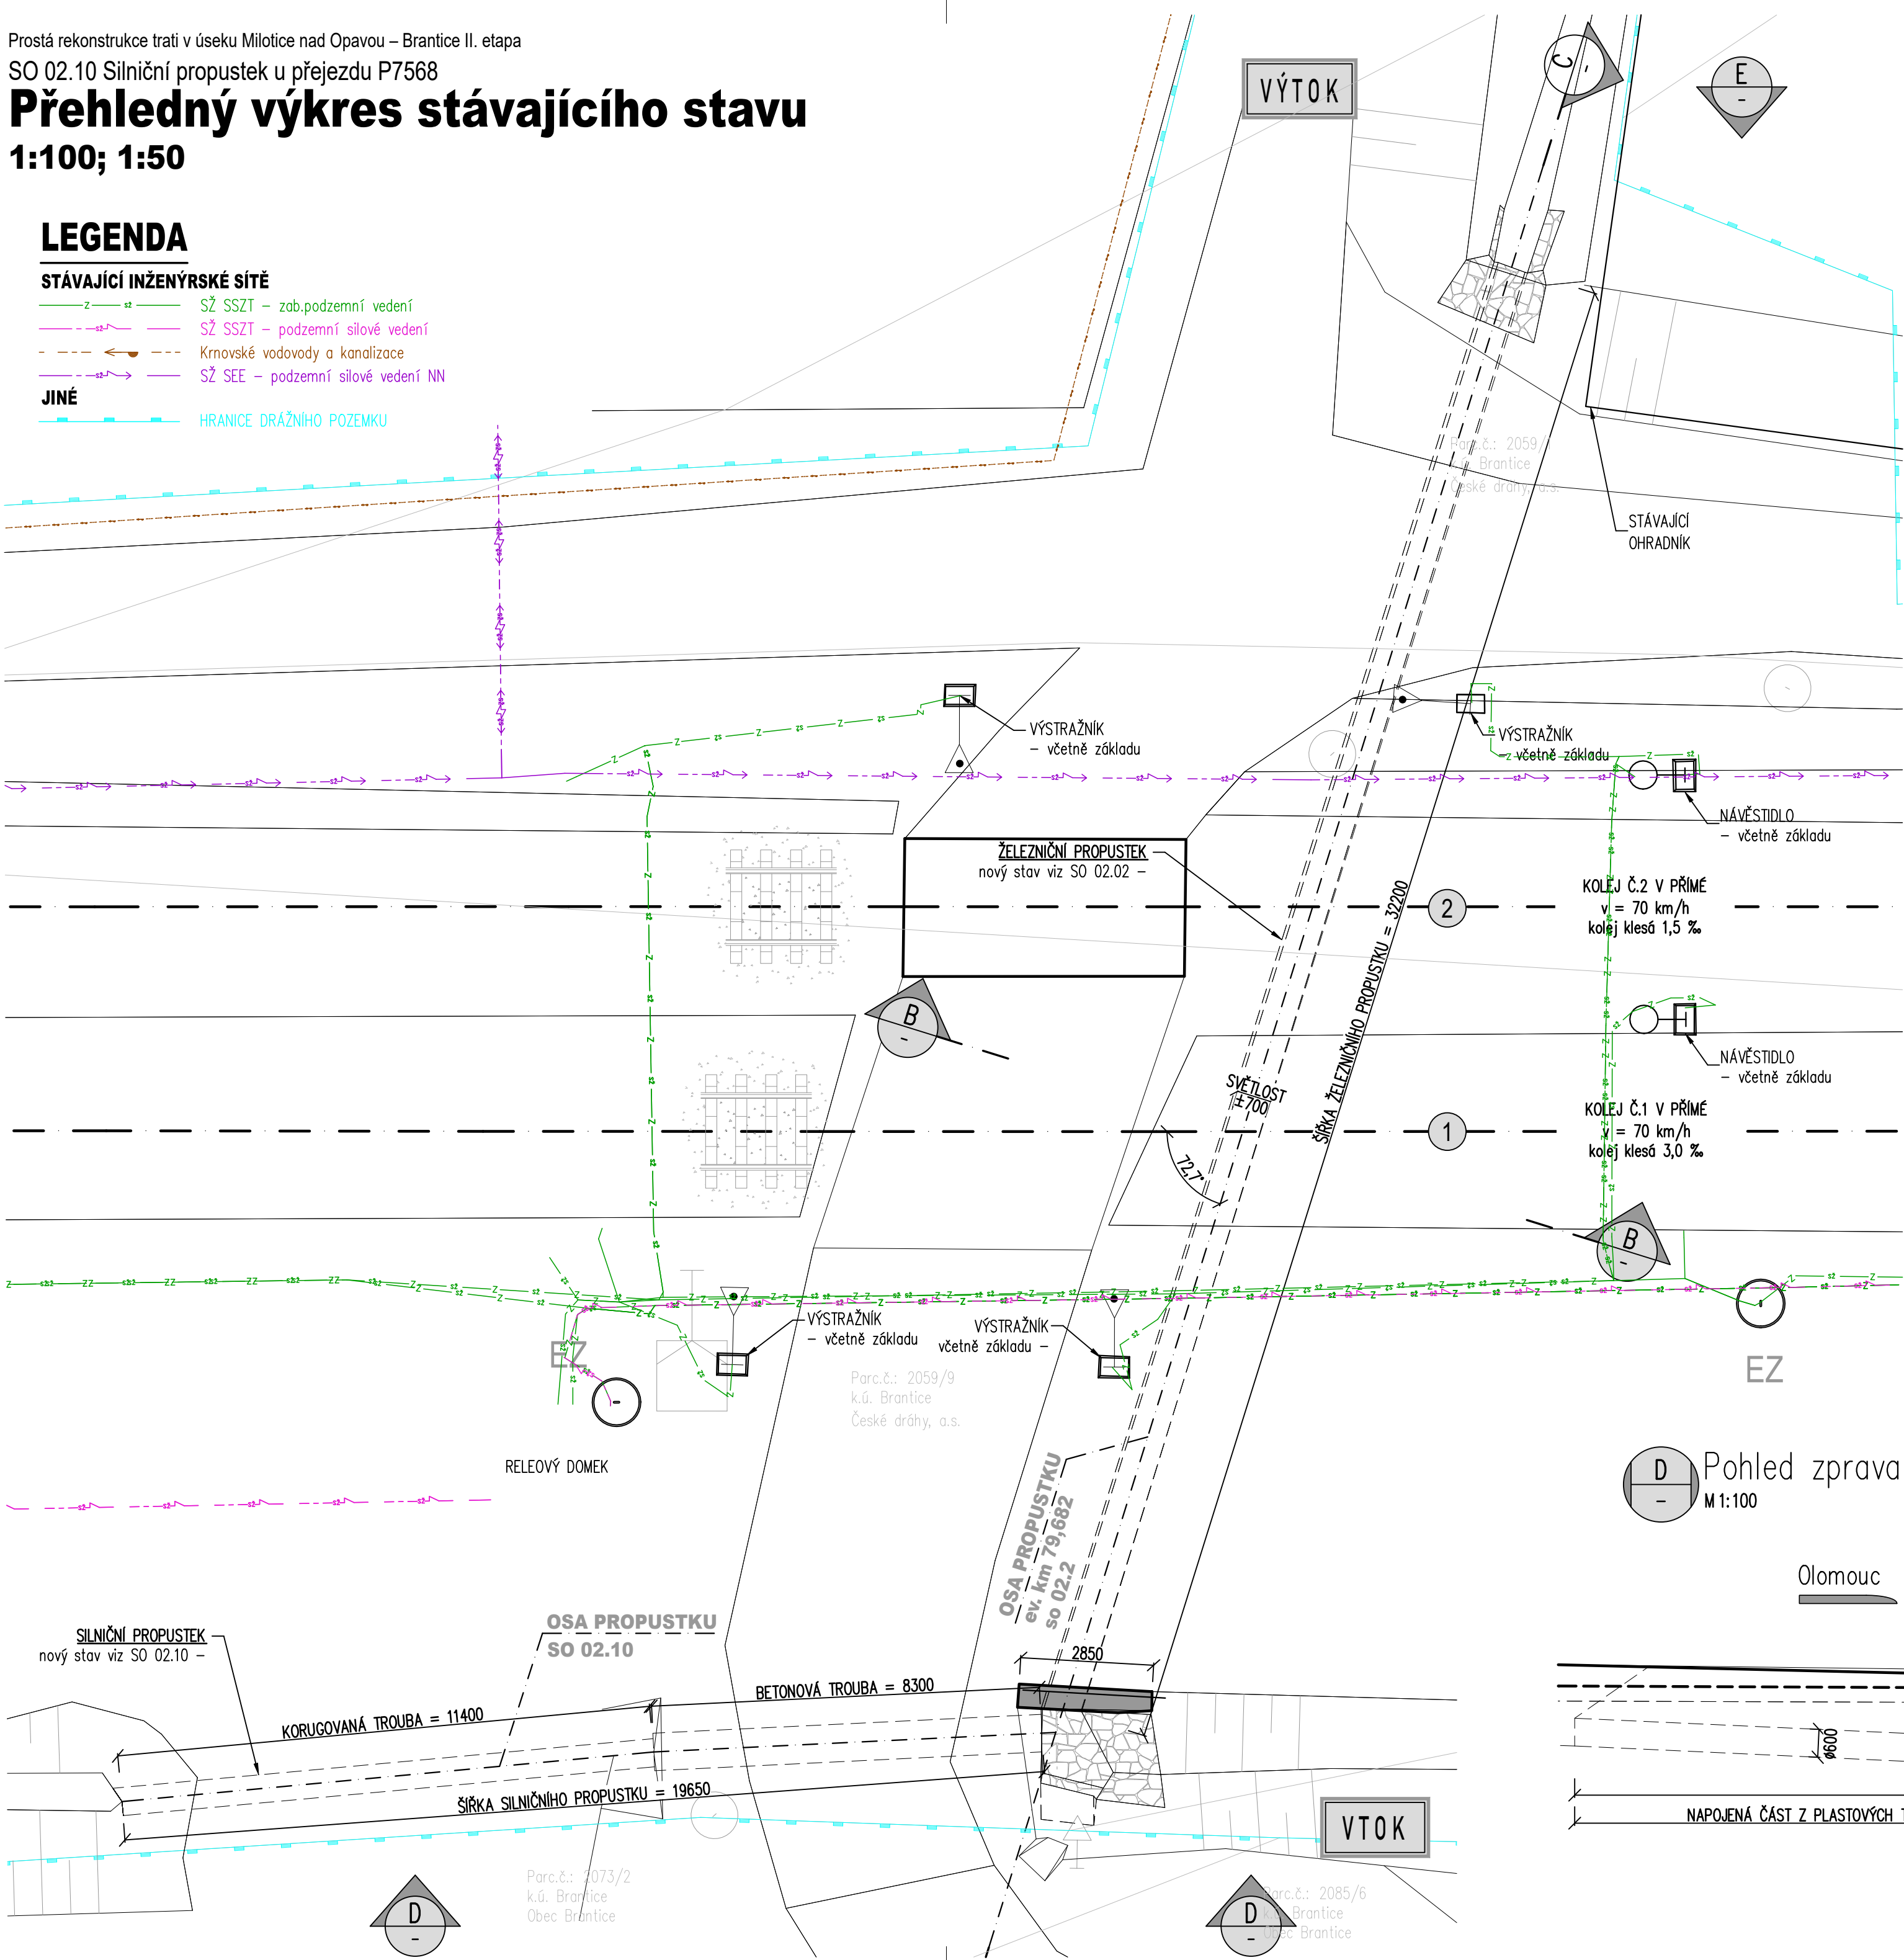 Prostá rekonstrukce trati v úseku Milotice nad Opavou – Brantice II. etapa
SO 02.10 Silniční propustek u přejezdu P7568
Přehledný výkres stávajícího stavu
1:100; 1:50
LEGENDA
STÁVAJÍCÍ INŽENÝRSKÉ SÍTĚ
SŽ SSZT – zab.podzemní vedení
SŽ SSZT – podzemní silové vedení
Krnovské vodovody a kanalizace
SŽ SEE – podzemní silové vedení NN
JINÉ
HRANICE DRÁŽNÍHO POZEMKU
VÝTOK
C
-
E
-
Parc.č.: 2059/
Brantice
České dráhy, a.s.
STÁVAJÍCÍ
OHRADNÍK
VÝSTRAŽNÍK
– včetně základu
VÝSTRAŽNÍK
– včetně základu
NÁVĚSTIDLO
– včetně základu
ŽELEZNIČNÍ PROPUSTEK
nový stav viz SO 02.02 –
KOLEJ Č.2 V PŘÍMÉ
v = 70 km/h
kolej klesá 1,5 ‰
2
B
-
ŠÍŘKA ŽELEZNIČNÍHO PROPUSTKU = 32200
SVĚTLOST
±700
NÁVĚSTIDLO
– včetně základu
KOLEJ Č.1 V PŘÍMÉ
v = 70 km/h
kolej klesá 3,0 ‰
1
72,7°
B
-
VÝSTRAŽNÍK
– včetně základu
VÝSTRAŽNÍK
včetně základu –
EZ
EZ
Parc.č.: 2059/9
k.ú. Brantice
České dráhy, a.s.
RELEOVÝ DOMEK
D
-
Pohled zprava
M 1:100
OSA PROPUSTKU
ev. km 79,682
so 02.2
Olomouc
OSA PROPUSTKU
SO 02.10
SILNIČNÍ PROPUSTEK
nový stav viz SO 02.10 –
2850
BETONOVÁ TROUBA = 8300
KORUGOVANÁ TROUBA = 11400
ø600
ŠÍŘKA SILNIČNÍHO PROPUSTKU = 19650
VTOK
NAPOJENÁ ČÁST Z PLASTOVÝCH
Parc.č.: 2073/2
k.ú. Brantice
Obec Brantice
Parc.č.: 2085/6
k.ú. Brantice
Obec Brantice
D
-
D
-